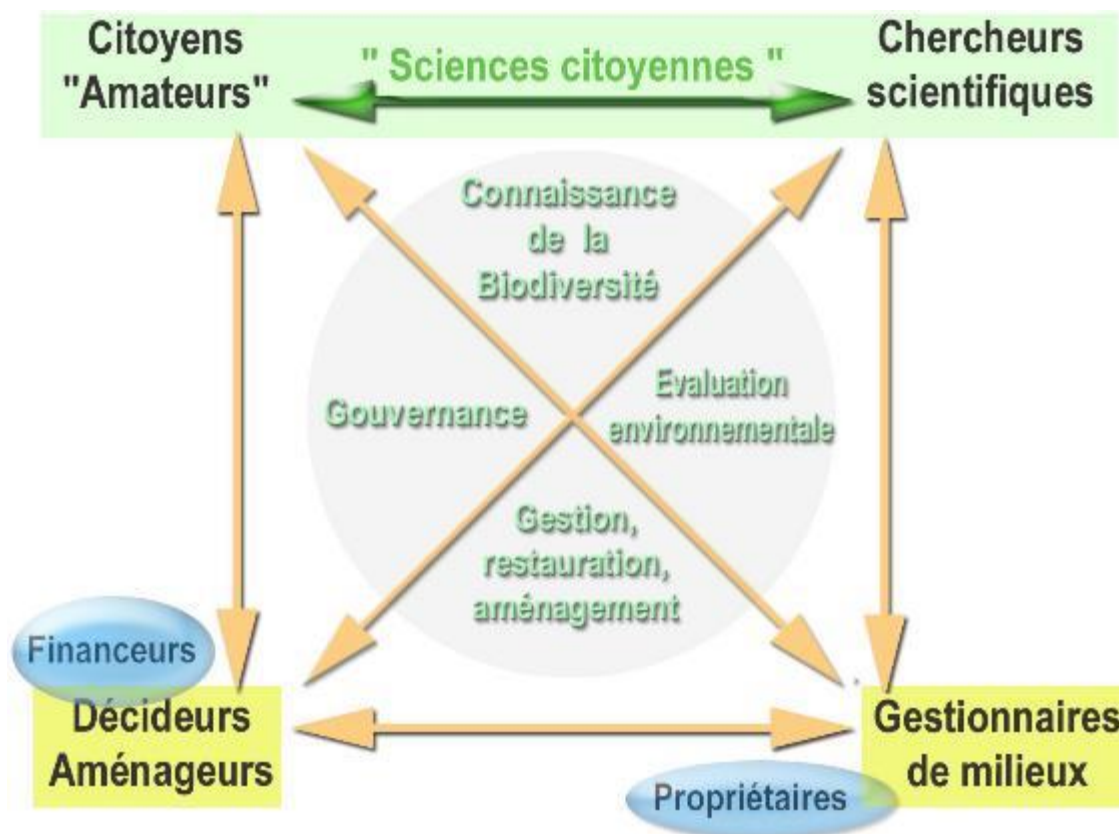 Citoyens
"Amateurs"
" Sciences citoyennes "
Chercheurs
scientifiques
Connaissance
de la
Biodiversité
Gouvernance
Evaluation
environnementale
Gestion,
restauration,
aménagement
Financeurs
Décideurs
Aménageurs
Gestionnaires
de milieux
Propriétaires